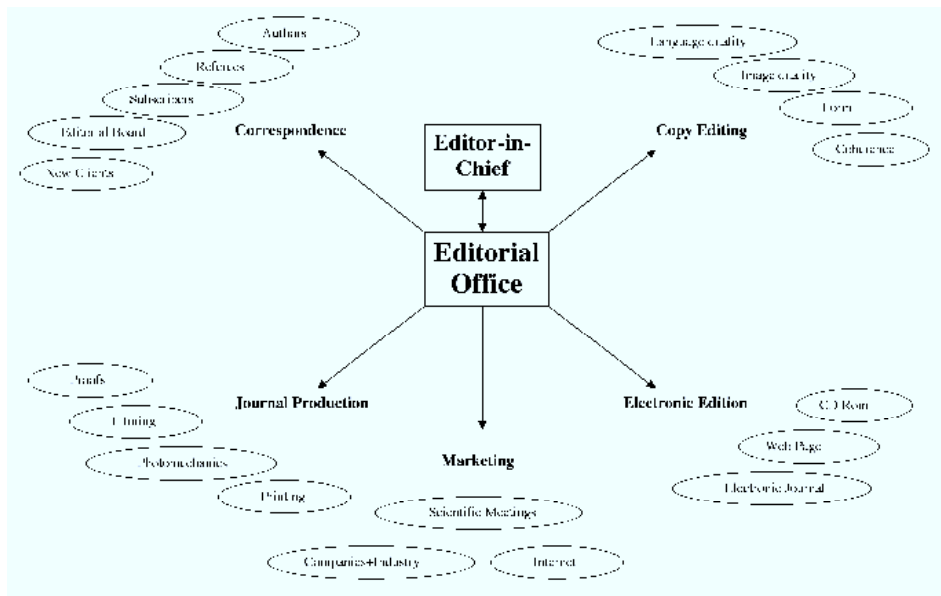 Authors
Referees
Subscribers
Editorial Board
New Clients
Correspondence
Editor-in-
Chief
Language quality
Image quality
Form
Coherence
Copy Editing
Editorial
Office
Proofs
Filming
Photomechanics
Printing
Journal Production
Marketing
Scientific Meetings
Companies+Industry
Internet
Electronic Edition
CD Rom
Web Page
Electronic Journal